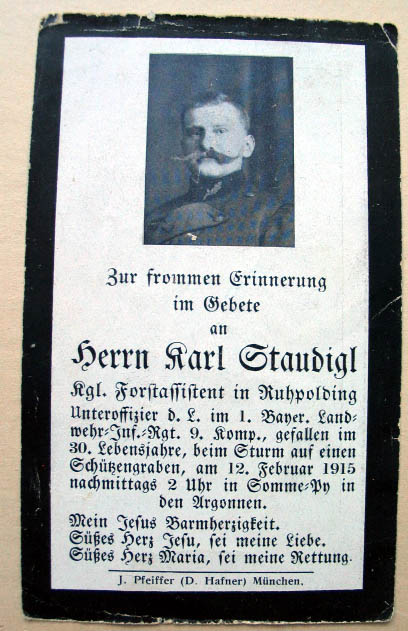 Zur frommen Erinnerung
im Gebete
an
Herrn Karl Staudigl
Kgl. Forstassistent in Ruhpolding
Unteroffizier d. L. im 1. Bayer. Land-
wehr-Inf.-Rgt. 9. Komp., gefallen im
30. Lebensjahre, beim Sturm auf einen
Schützengraben, am 12. Februar 1915
nachmittags 2 Uhr in Somme-Py in
den Argonnen.
Mein Jesus Barmherzigkeit.
Süßes Herz Jesu, sei meine Liebe.
Süßes Herz Maria, sei meine Rettung.
J. Pfeiffer (D. Hafner) München.